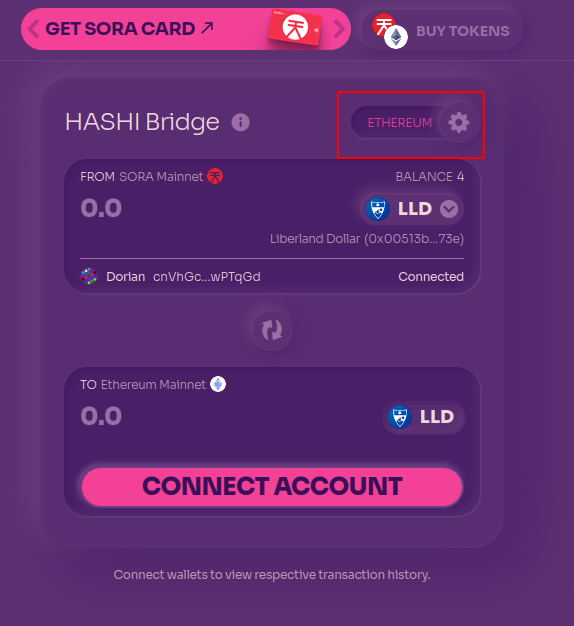 GET SORA CARD ↗
BUY TOKENS
HASHI Bridge
ETHEREUM
FROM SORA Mainnet
BALANCE 4
0.0
LLD
Liberland Dollar (0x00513b...73e)
Dorian cnVhGc...wPTqGd
Connected
TO Ethereum Mainnet
0.0
LLD
CONNECT ACCOUNT
Connect wallets to view respective transaction history.